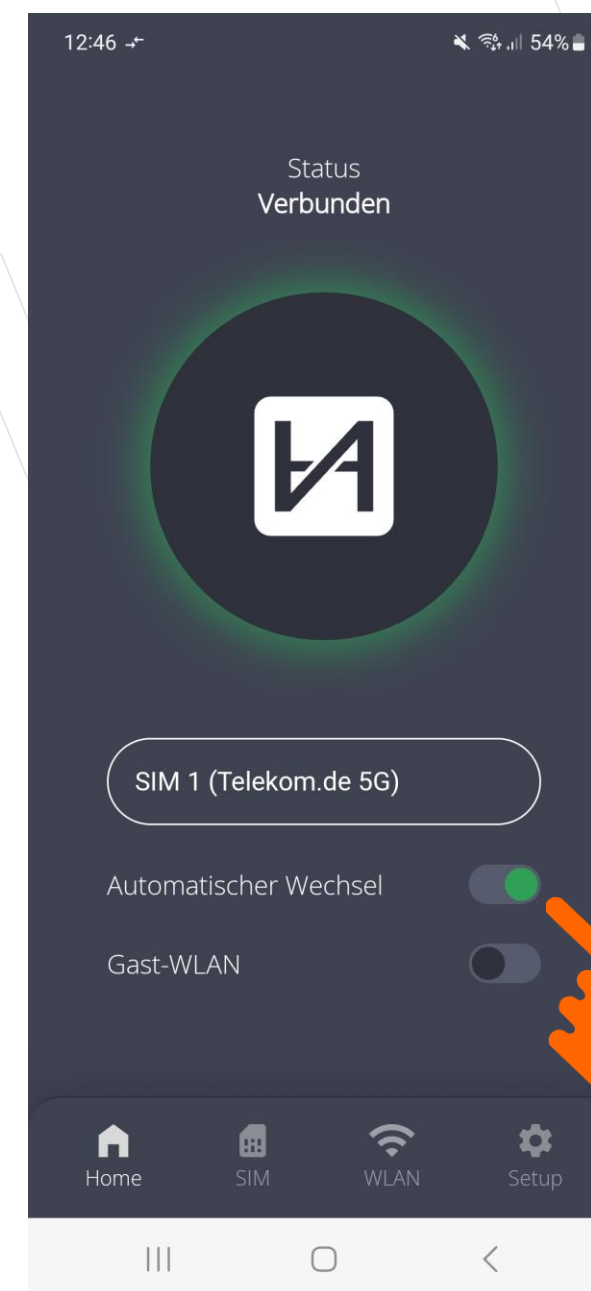 12:46
54%
Status
Verbunden
SIM 1 (Telekom.de 5G)
Automatischer Wechsel
Gast-WLAN
Home SIM WLAN Setup